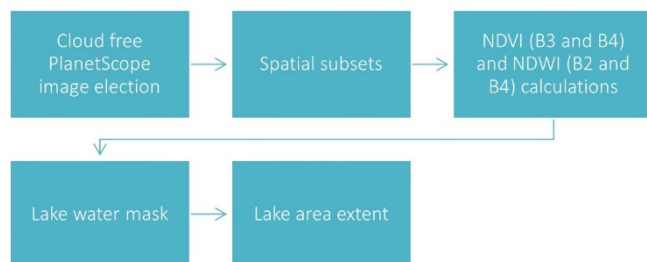 Cloud free
PlanetScope
image election
Spatial subsets
NDVI (B3 and B4)
and NDWI (B2 and
B4) calculations
Lake water mask
Lake area extent